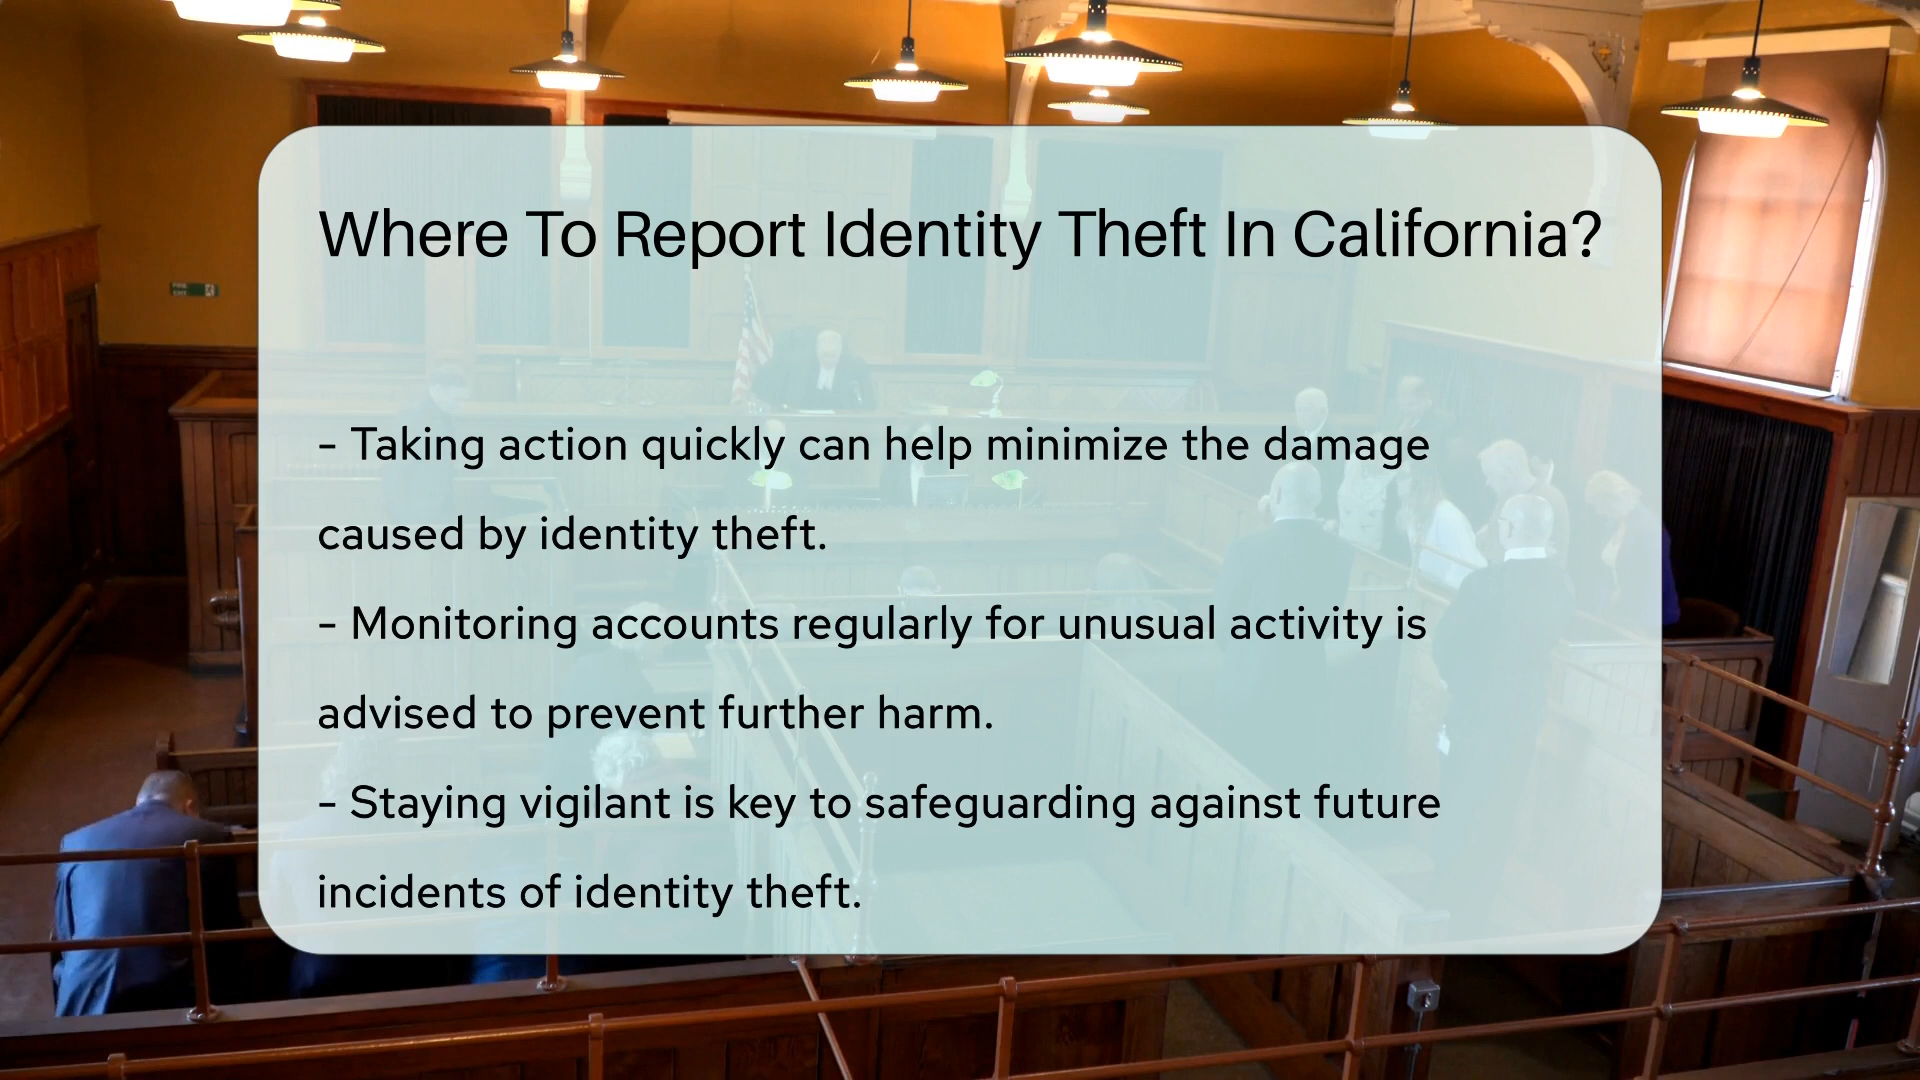 Where To Report Identity Theft In California?
- Taking action quickly can help minimize the damage
caused by identity theft.
- Monitoring accounts regularly for unusual activity is
advised to prevent further harm.
- Staying vigilant is key to safeguarding against future
incidents of identity theft.